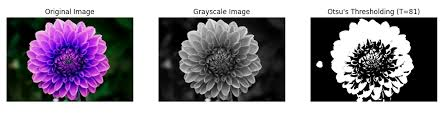 Original Image
Grayscale Image
Otsu's Thresholding (T=81)